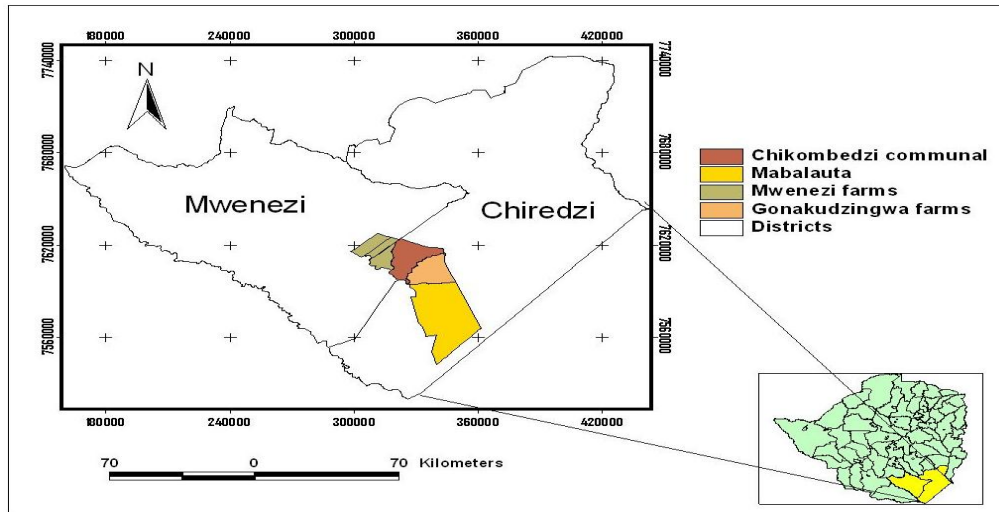 180000 240000 300000 360000 420000
7740000 7740000
N
7680000 7680000
Chikombedzi communal
Mabalauta
Mwenezi farms
Gonakudzingwa farms
Districts
Mwenezi
Chiredzi
7620000 7620000
7560000 7560000
180000 240000 300000 360000 420000
70 0 70 Kilometers